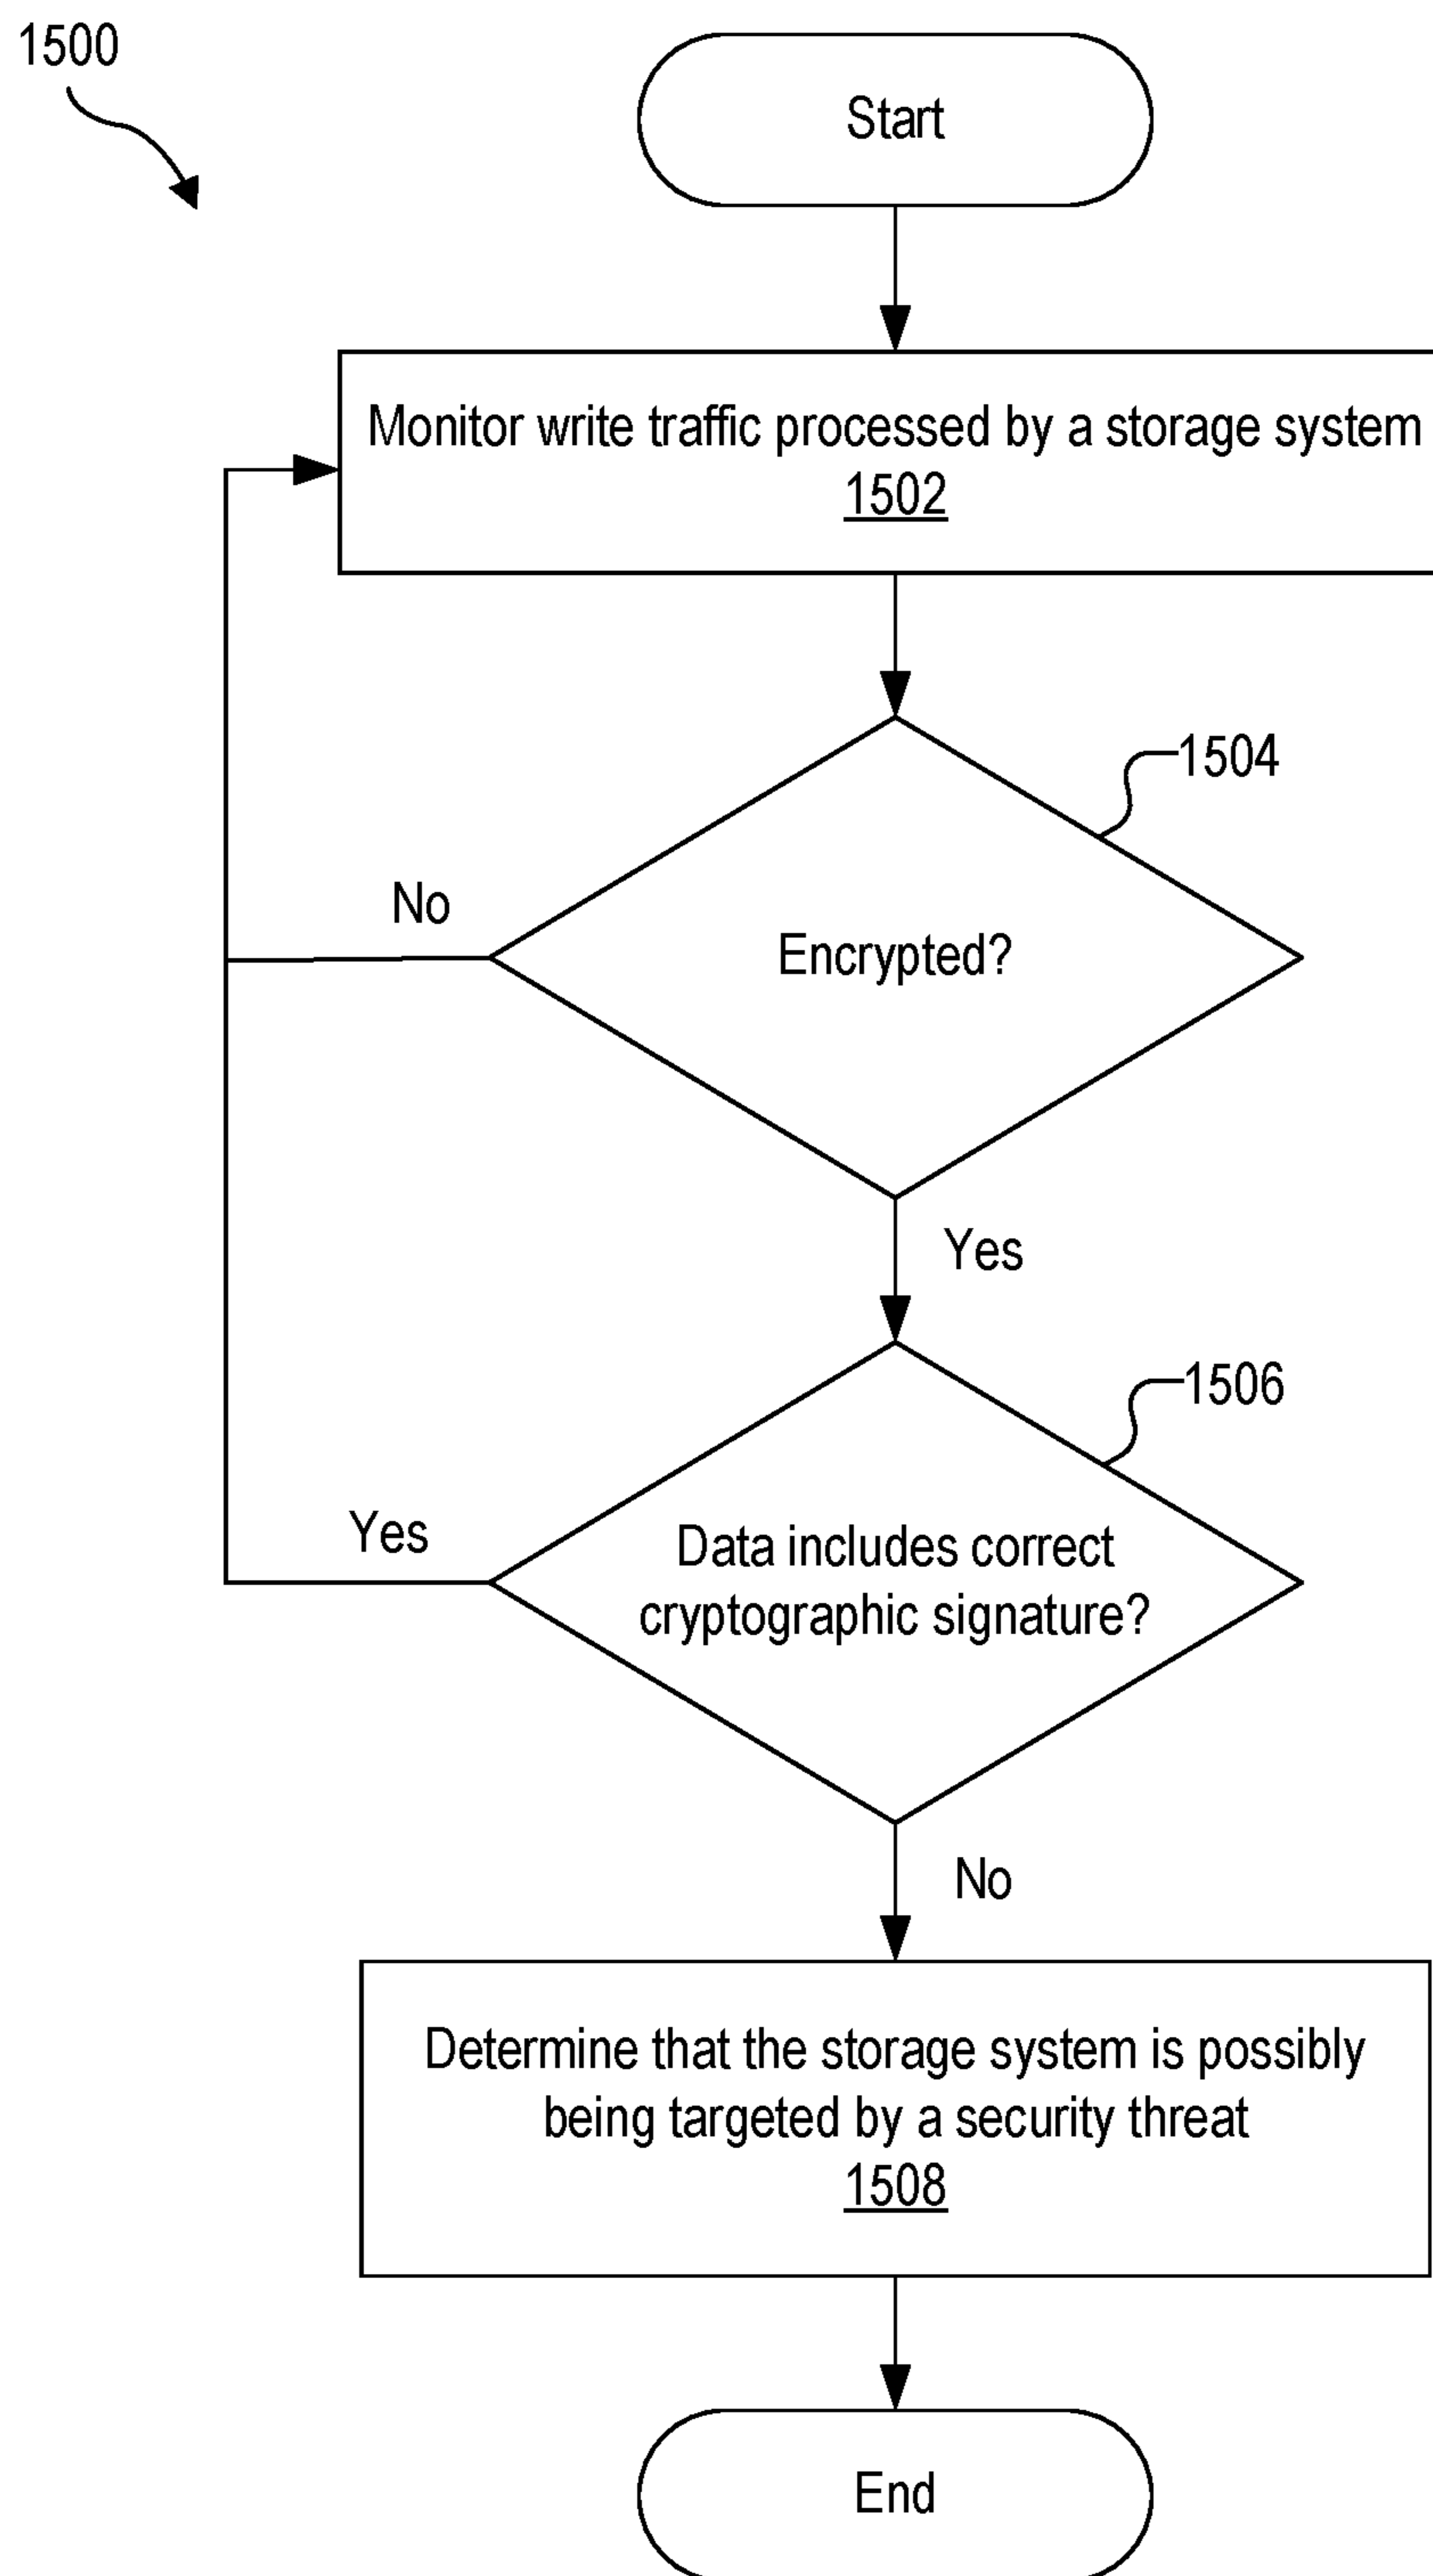 1500
Start
Monitor write traffic processed by a storage system
1502
1504
No
Encrypted?
Yes
1506
Yes
Data includes correct
cryptographic signature?
No
Determine that the storage system is possibly
being targeted by a security threat
1508
End